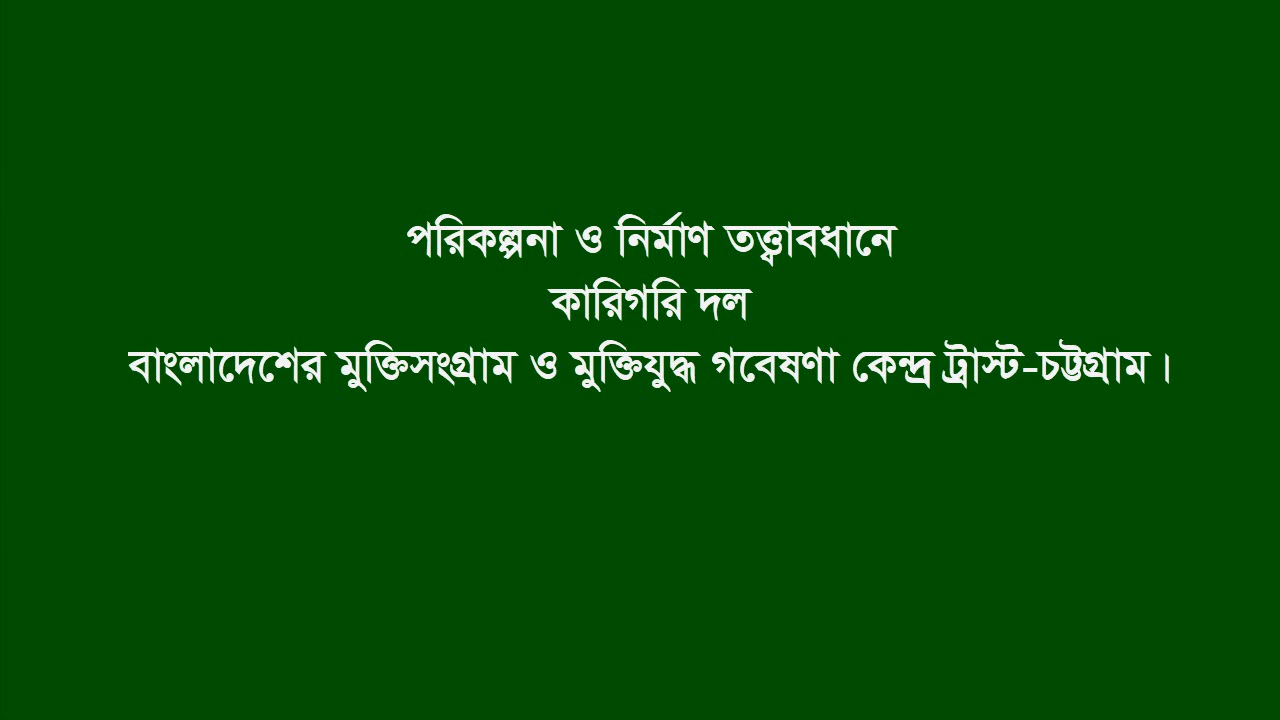 পরিকল্পনা ও নির্মাণ তত্ত্বাবধানে
কারিগরি দল
বাংলাদেশের মুক্তিসংগ্রাম ও মুক্তিযুদ্ধ গবেষণা কেন্দ্র ট্রাস্ট-চট্টগ্রাম।